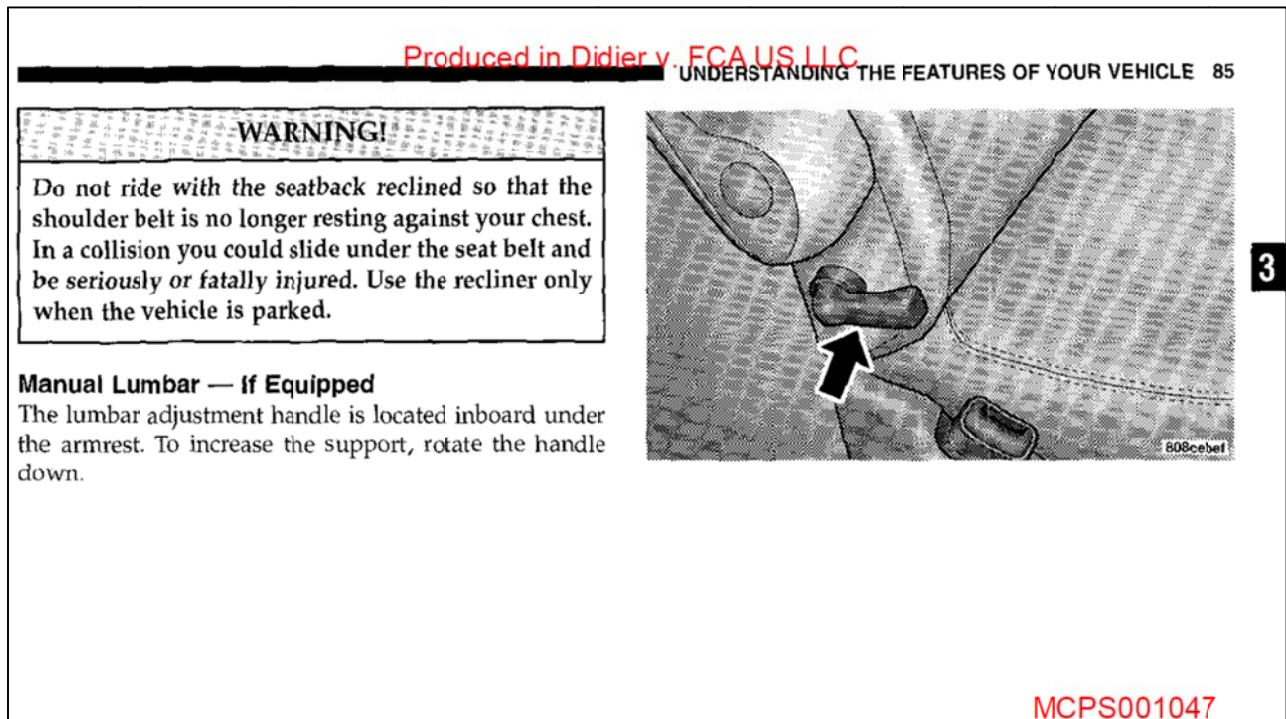 Produced in Didier v. FCA US LLC
UNDERSTANDING THE FEATURES OF YOUR VEHICLE 85
WARNING!
Do not ride with the seatback reclined so that the
shoulder belt is no longer resting against your chest.
In a collision you could slide under the seat belt and
be seriously or fatally injured. Use the recliner only
when the vehicle is parked.
Manual Lumbar — If Equipped
The lumbar adjustment handle is located inboard under
the armrest. To increase the support, rotate the handle
down.
808cebef
3
MCPS001047